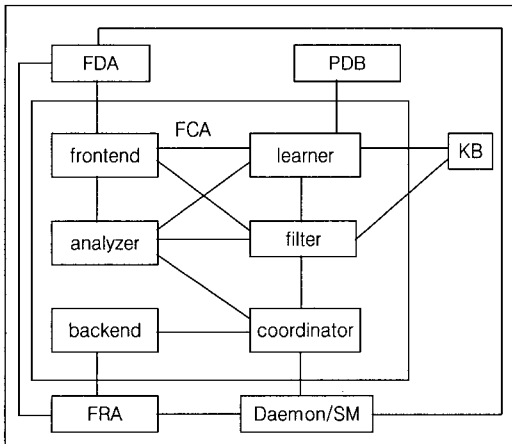 FDA
PDB
FCA
frontend
learner
KB
analyzer
filter
backend
coordinator
FRA
Daemon/SM